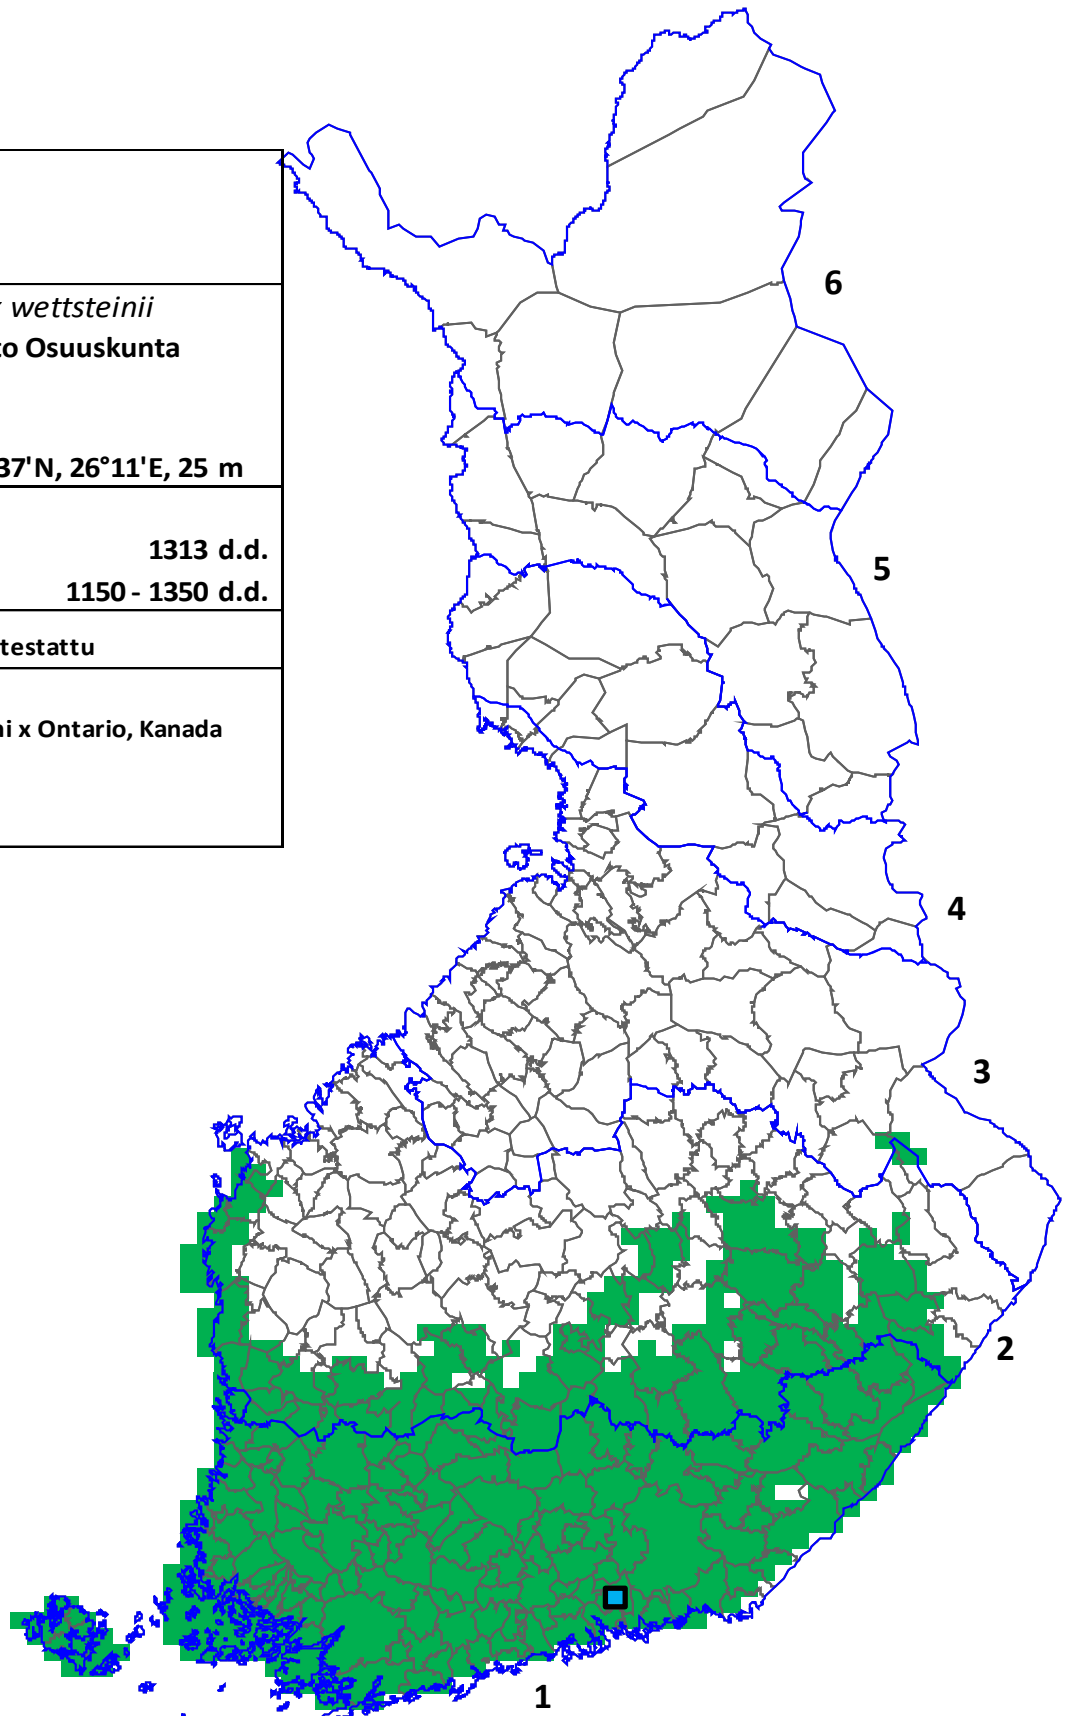 wettsteinii
Osuuskunta
37'N, 26°11'E, 25 m
1313 d.d.
1150 - 1350 d.d.
testattu
x Ontario, Kanada
6
5
4
3
2
1